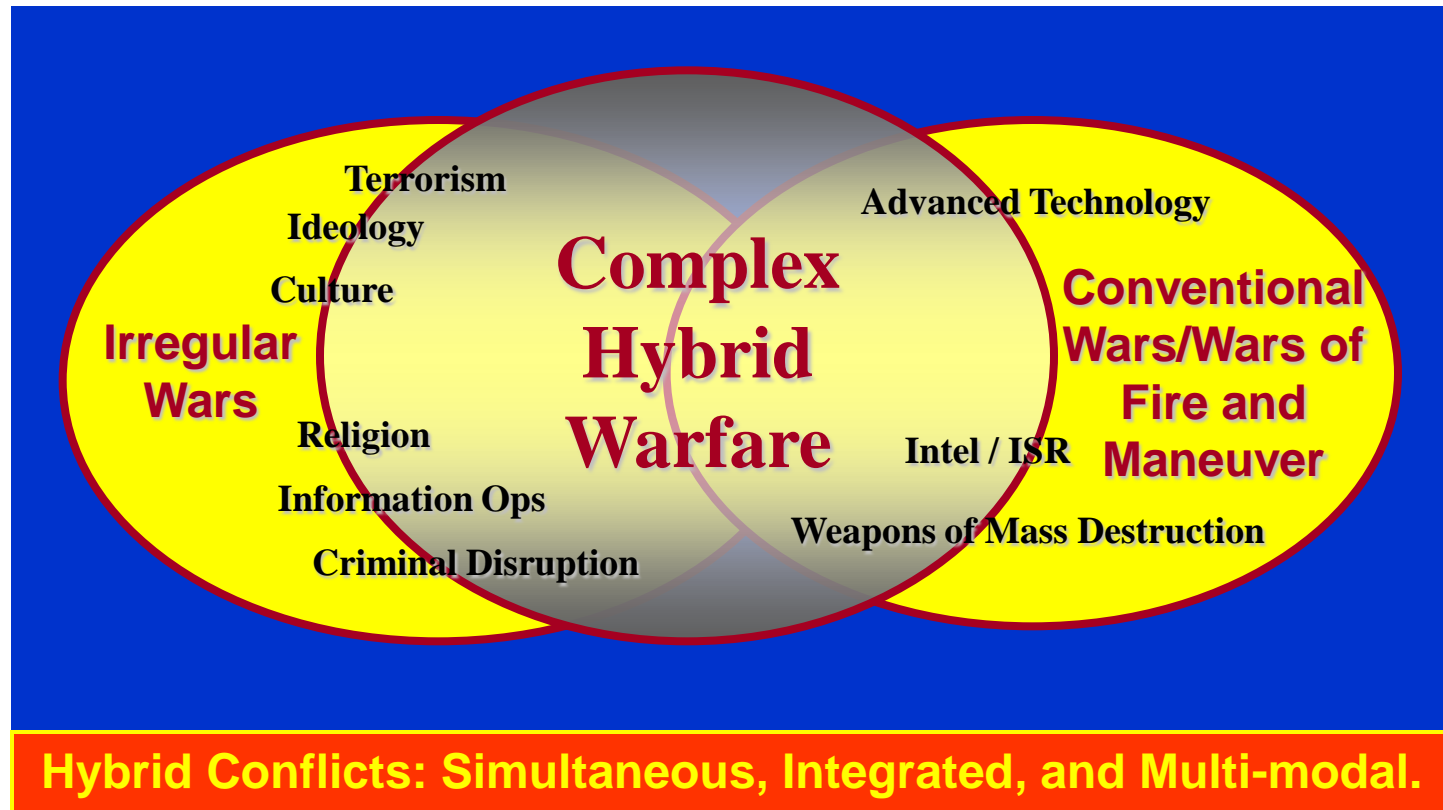 Terrorism
Ideology
Culture
Irregular
Wars
Religion
Information Ops
Criminal Disruption
Complex
Hybrid
Warfare
Advanced Technology
Conventional
Wars/Wars of
Fire and
Maneuver
Intel / ISR
Weapons of Mass Destruction
Hybrid Conflicts: Simultaneous, Integrated, and Multi-modal.